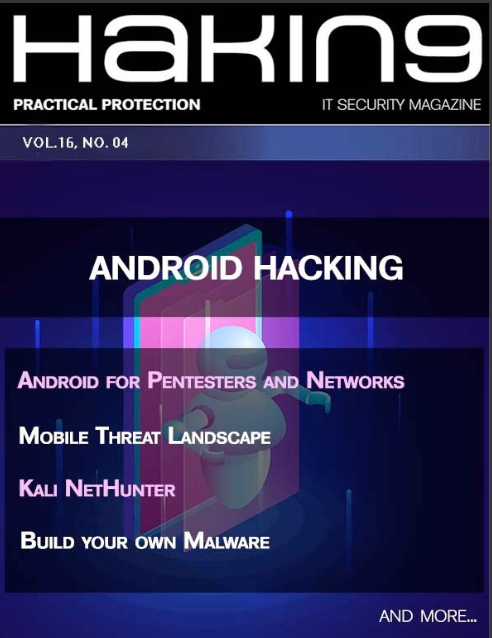 HAKIN9
PRACTICAL PROTECTION
IT SECURITY MAGAZINE
VOL.16, NO. 04
ANDROID HACKING
ANDROID FOR PENTESTERS AND NETWORKS
MOBILE THREAT LANDSCAPE
KALI NETHUNTER
BUILD YOUR OWN MALWARE
AND MORE...